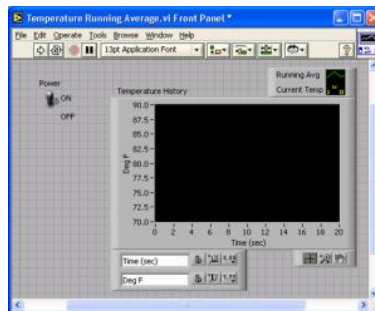 Temperature Running Average.vi Front Panel *
File Edit Operate Tools Browse Window Help
13pt Application Font
Power
ON
OFF
Running Avg
Current Temp
Temperature History
90.0
87.5
85.0
82.5
80.0
77.5
75.0
72.5
70.0
Deg F
0 2 4 6 8 10 12 14 16 18 20
Time (sec)
Time (sec)
Deg F